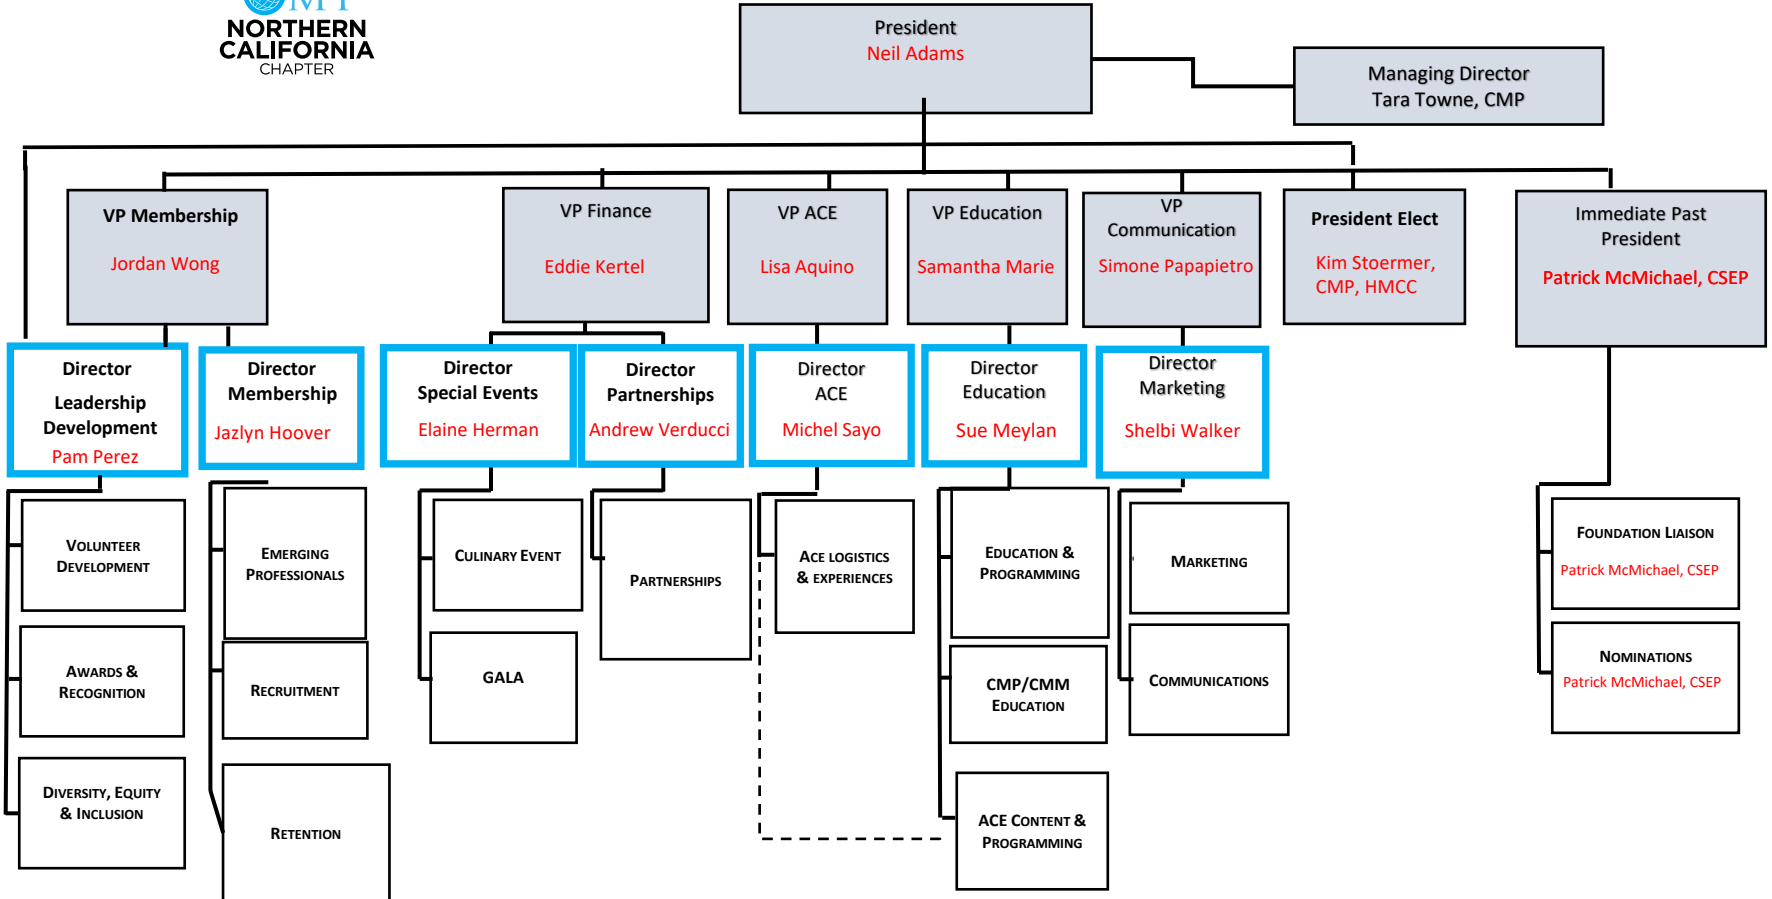 MPI
NORTHERN
CALIFORNIA
CHAPTER
President
Neil Adams
Managing Director
Tara Towne, CMP
VP Membership
Jordan Wong
VP Finance
Eddie Kertel
VP ACE
Lisa Aquino
VP Education
Samantha Marie
VP
Communication
Simone Papapietro
President Elect
Kim Stoermer,
CMP, HMCC
Immediate Past
President
Patrick McMichael, CSEP
Director
Leadership
Development
Pam Perez
Director
Membership
Jazlyn Hoover
Director
Special Events
Elaine Herman
Director
Partnerships
Andrew Verducci
Director
ACE
Michel Sayo
Director
Education
Sue Meylan
Director
Marketing
Shelbi Walker
VOLUNTEER
DEVELOPMENT
AWARDS &
RECOGNITION
DIVERSITY, EQUITY
& INCLUSION
EMERGING
PROFESSIONALS
RECRUITMENT
RETENTION
CULINARY EVENT
GALA
PARTNERSHIPS
ACE LOGISTICS
& EXPERIENCES
EDUCATION &
PROGRAMMING
CMP/CMM
EDUCATION
ACE CONTENT &
PROGRAMMING
MARKETING
COMMUNICATIONS
FOUNDATION LIAISON
Patrick McMichael, CSEP
NOMINATIONS
Patrick McMichael, CSEP